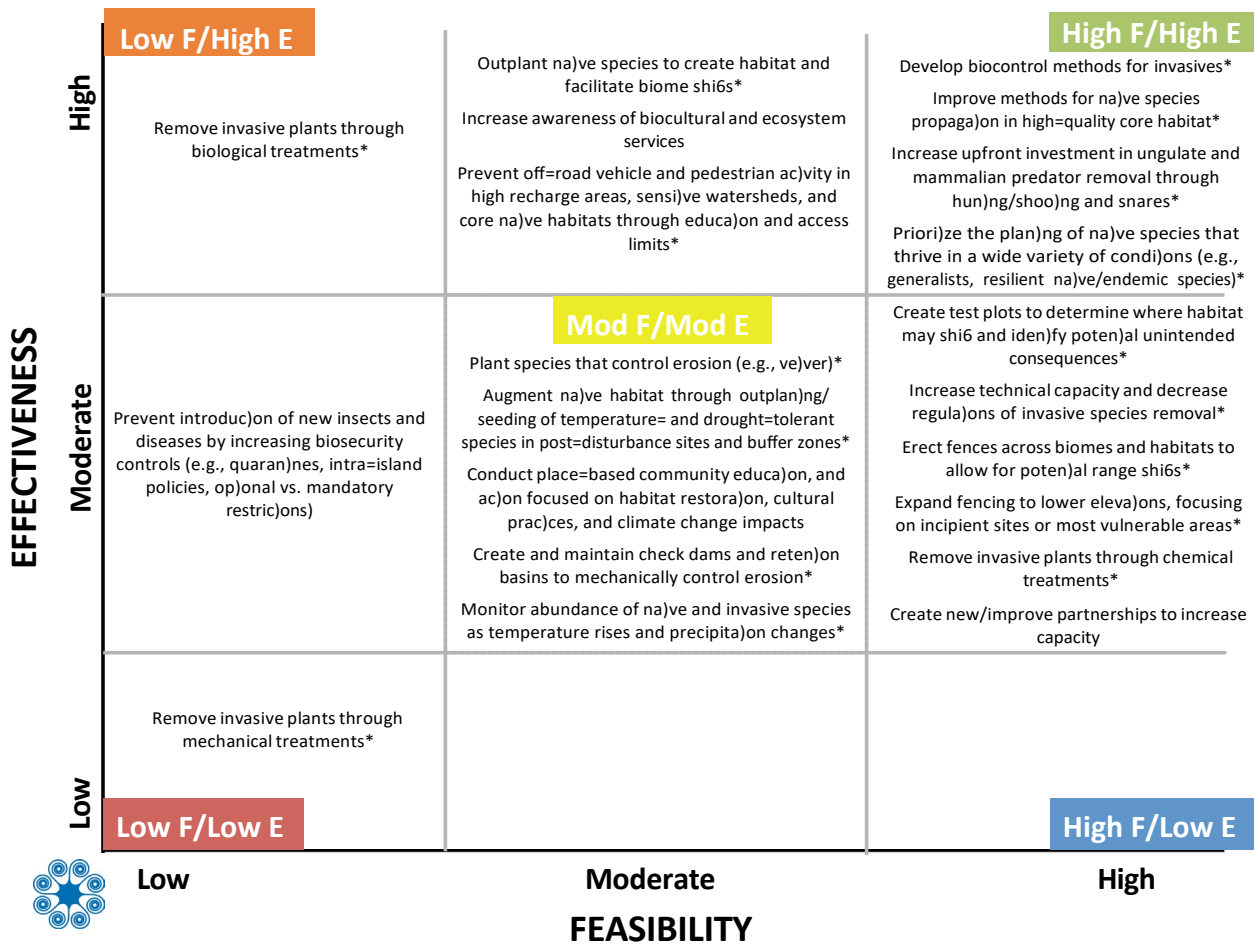 Low F/High E
High F/High E
High
Remove invasive plants through
biological treatments*
Outplant na)ve species to create habitat and
facilitate biome shi6s*
Increase awareness of biocultural and ecosystem
services
Prevent off=road vehicle and pedestrian ac)vity in
high recharge areas, sensi)ve watersheds, and
core na)ve habitats through educa)on and access
limits*
Develop biocontrol methods for invasives*
Improve methods for na)ve species
propaga)on in high=quality core habitat*
Increase upfront investment in ungulate and
mammalian predator removal through
hun)ng/shoo)ng and snares*
Priori)ze the plan)ng of na)ve species that
thrive in a wide variety of condi)ons (e.g.,
generalists, resilient na)ve/endemic species)*
EFFECTIVENESS
Moderate
Prevent introduc)on of new insects and
diseases by increasing biosecurity
controls (e.g., quaran)nes, intra=island
policies, op)onal vs. mandatory
restric)ons)
Mod F/Mod E
Plant species that control erosion (e.g., ve)ver)*
Augment na)ve habitat through outplan)ng/
seeding of temperature= and drought=tolerant
species in post=disturbance sites and buffer zones*
Conduct place=based community educa)on, and
ac)on focused on habitat restora)on, cultural
prac)ces, and climate change impacts
Create and maintain check dams and reten)on
basins to mechanically control erosion*
Monitor abundance of na)ve and invasive species
as temperature rises and precipita)on changes*
Create test plots to determine where habitat
may shi6 and iden)fy poten)al unintended
consequences*
Increase technical capacity and decrease
regula)ons of invasive species removal*
Erect fences across biomes and habitats to
allow for poten)al range shi6s*
Expand fencing to lower eleva)ons, focusing
on incipient sites or most vulnerable areas*
Remove invasive plants through chemical
treatments*
Create new/improve partnerships to increase
capacity
Low
Remove invasive plants through
mechanical treatments*
Low F/Low E
High F/Low E
Low
Moderate
High
FEASIBILITY